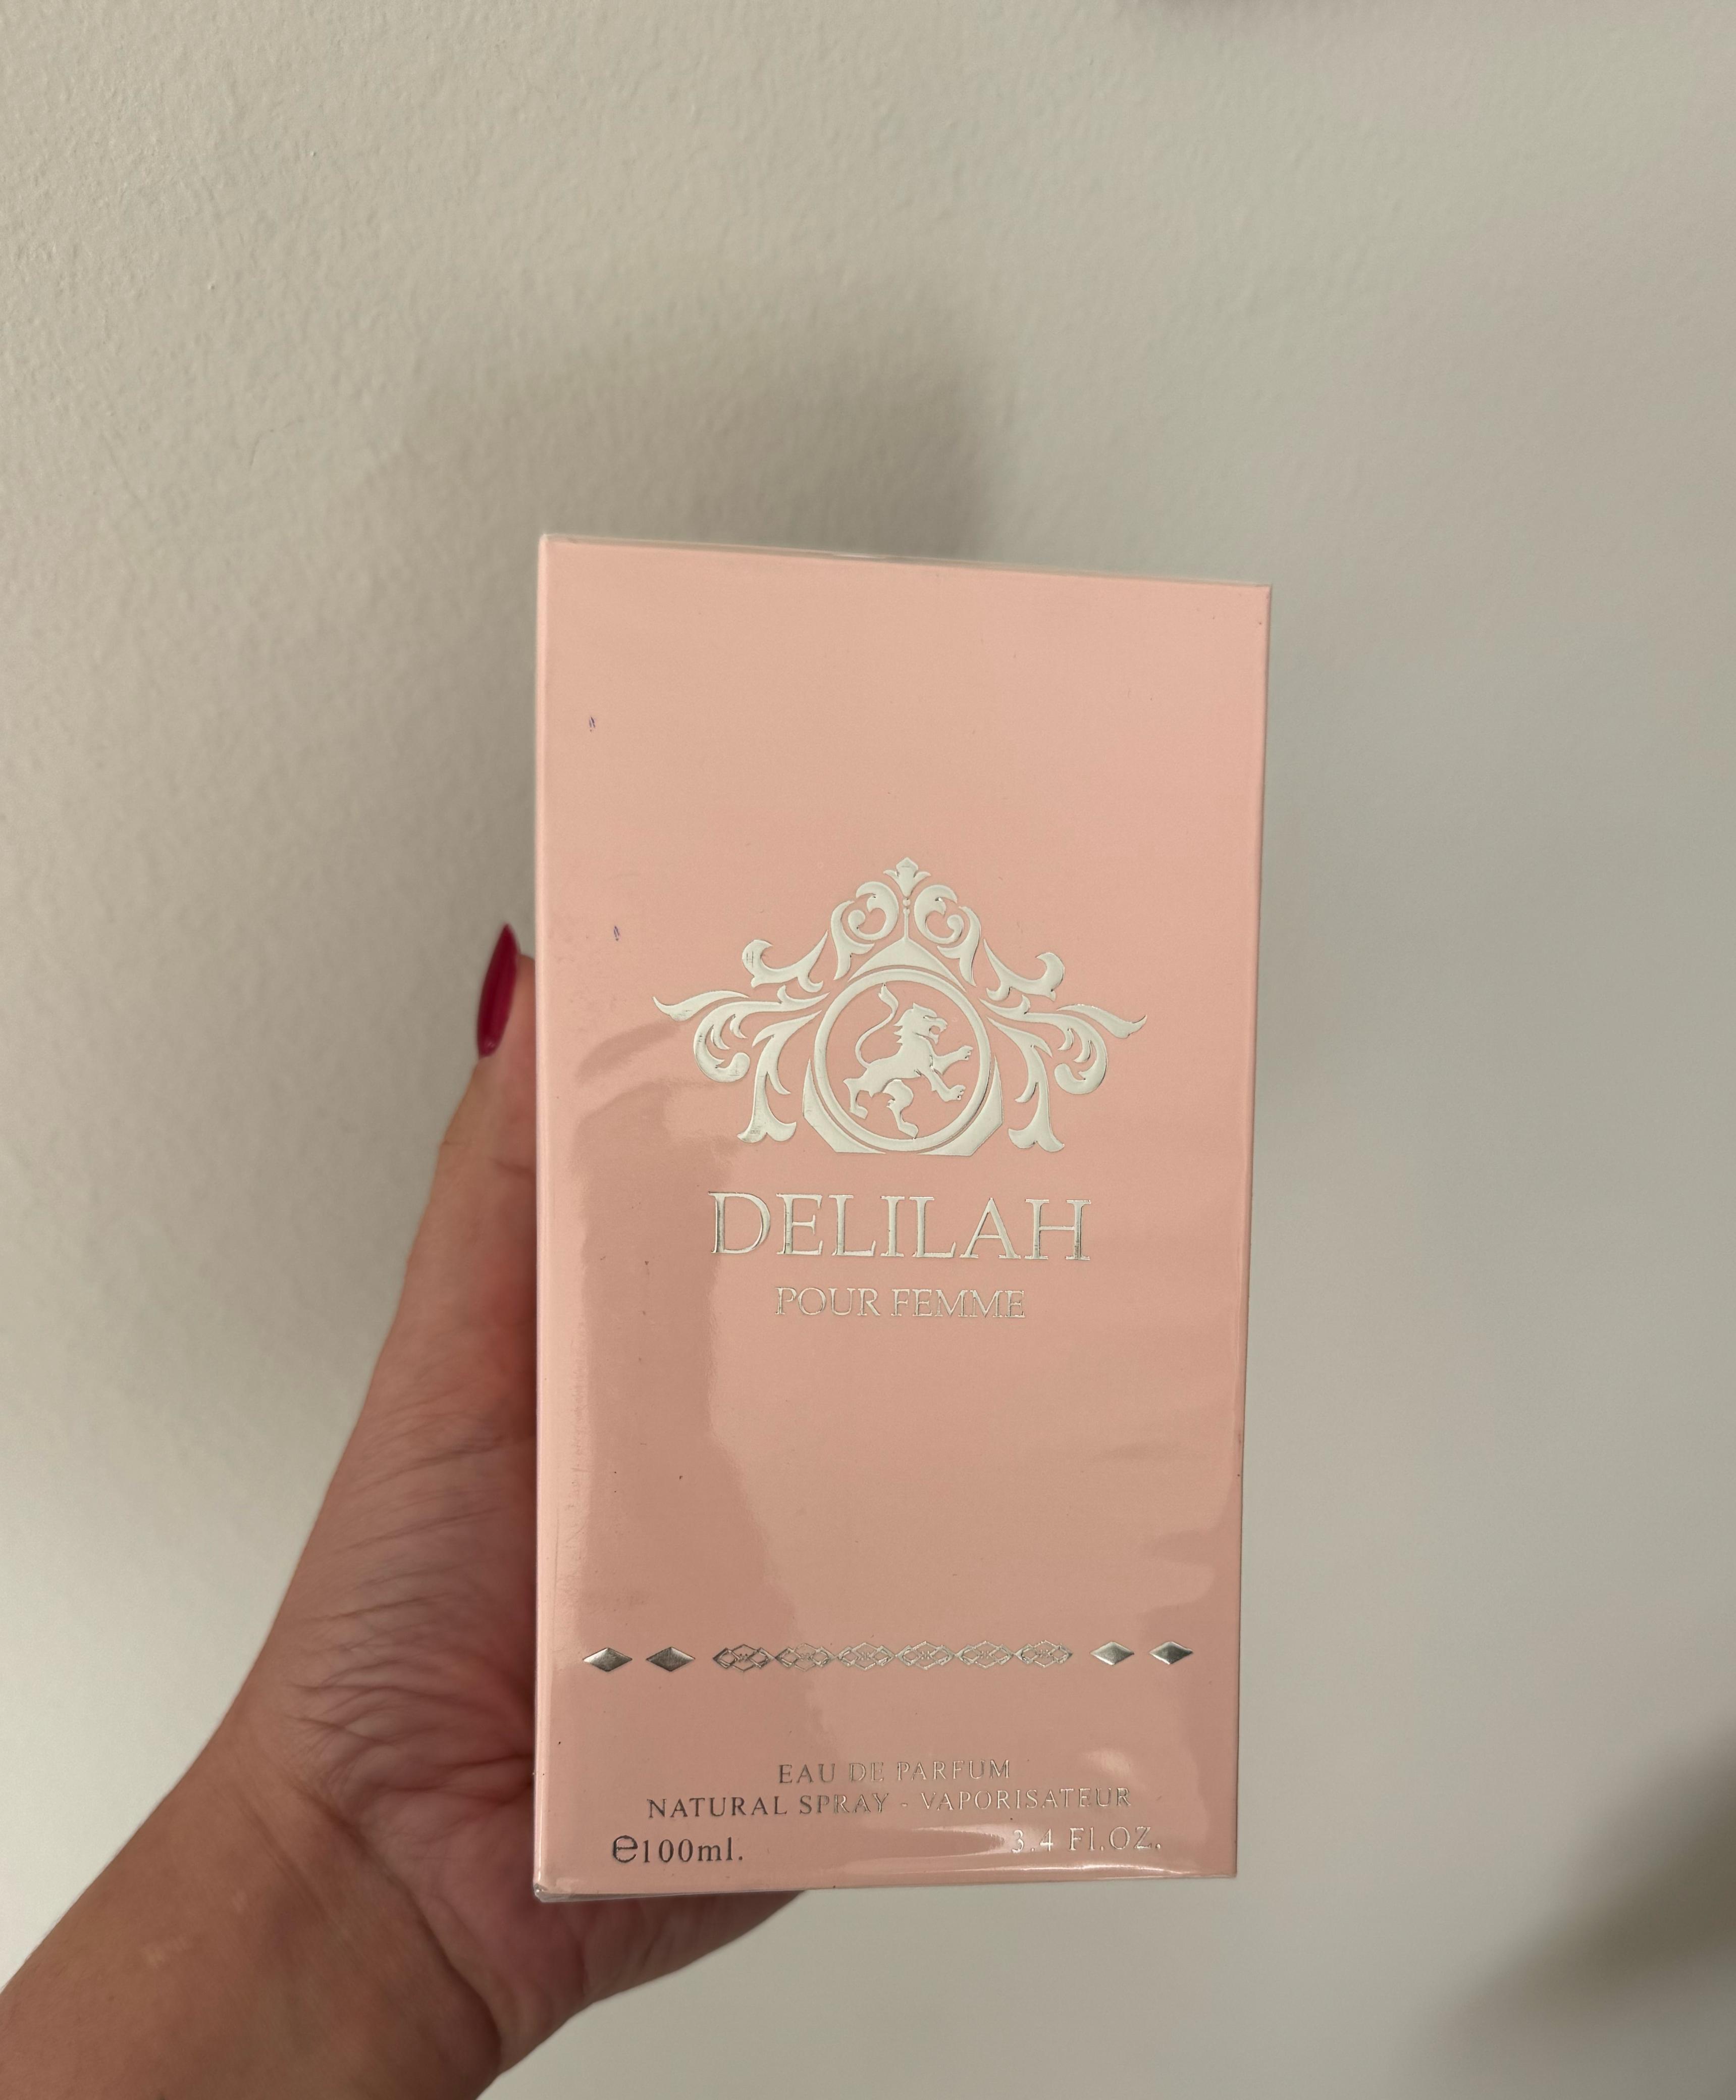 DELILAH
POUR FEMME
EAU DE PARFUM
NATURAL SPRAY - VAPORISATEUR
℮100ml. 3.4 Fl.OZ.